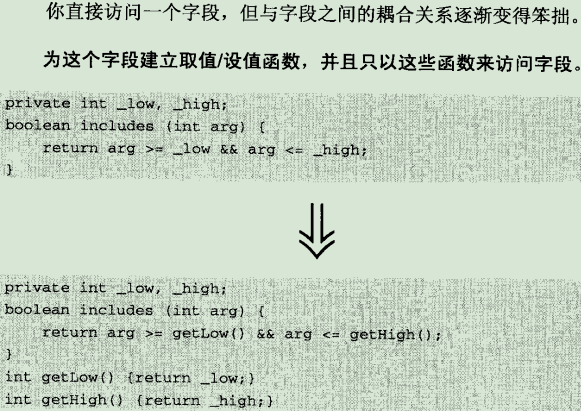 你直接访问一个字段，但与字段之间的耦合关系逐渐变得笨拙。
为这个字段建立取值/设值函数，并且只以这些函数来访问字段。
private int _low, _high;
boolean includes (int arg) {
    return arg >= _low && arg <= _high;
}
private int _low, _high;
boolean includes (int arg) {
    return arg >= getLow() && arg <= getHigh();
}
int getLow() {return _low;}
int getHigh() {return _high;}